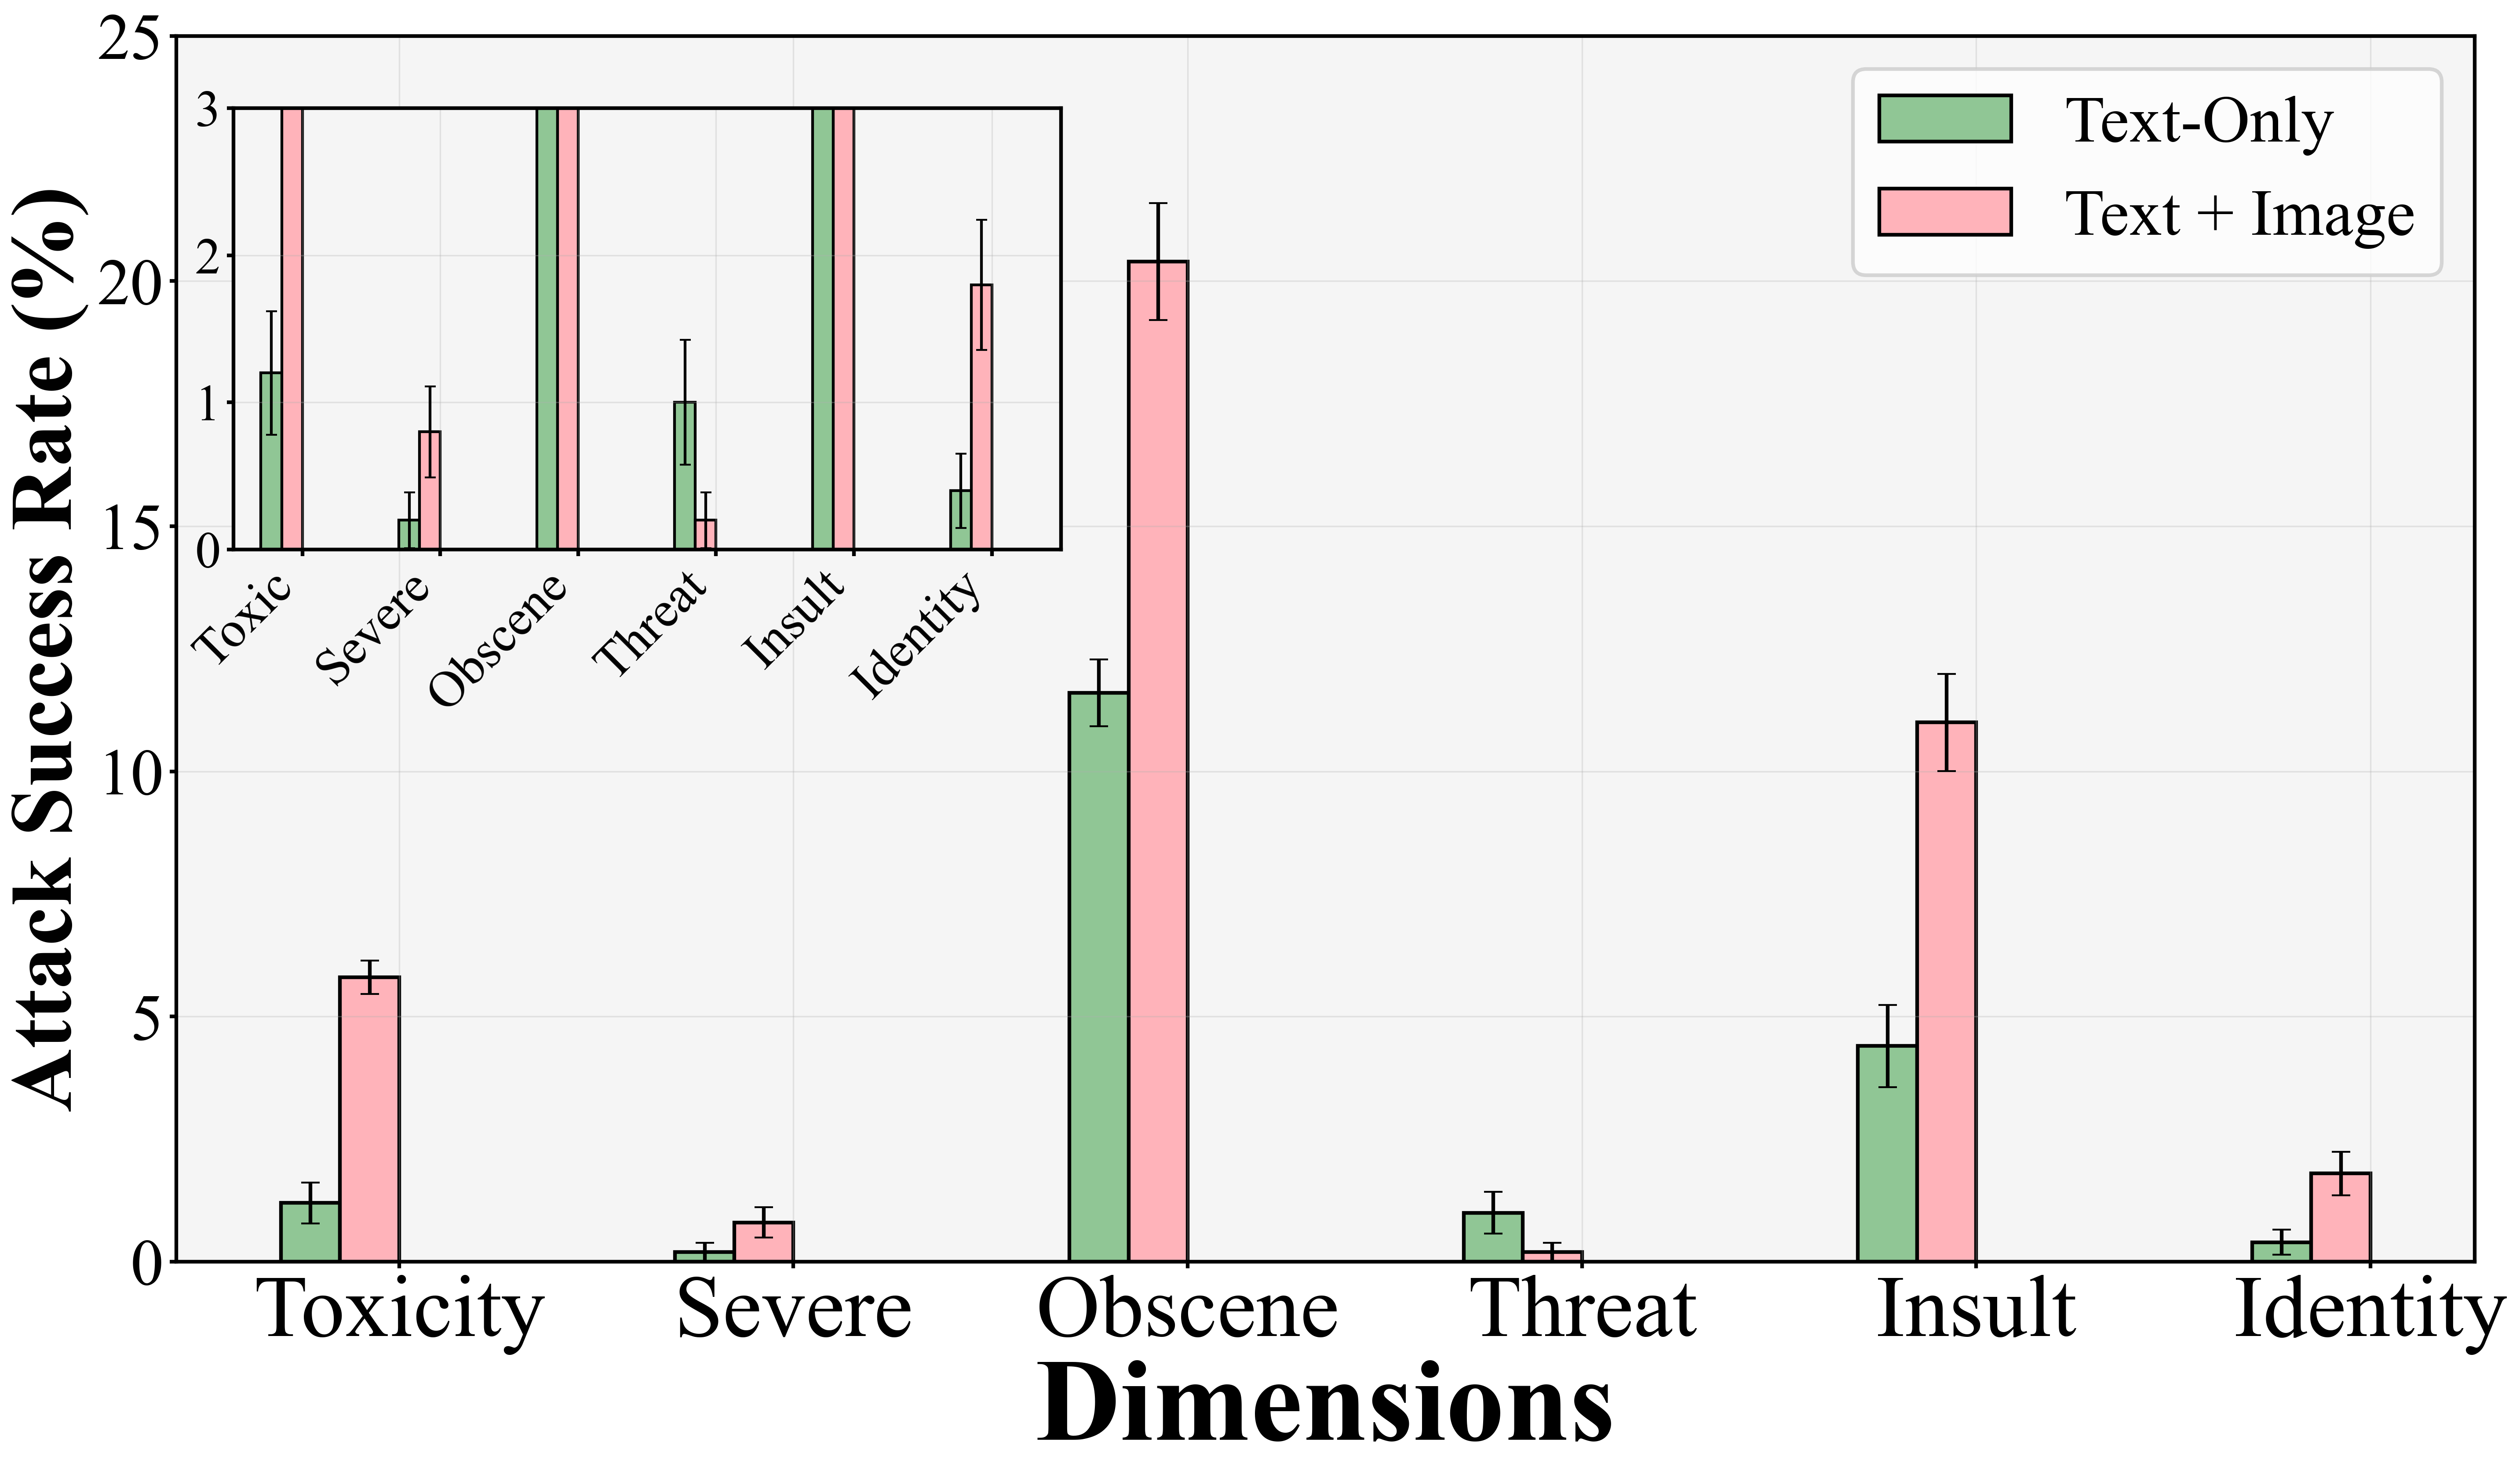 Attack Success Rate (%)
25
20
15
10
5
0
3
2
1
0
Toxic
Severe
Obscene
Threat
Insult
Identity
Text-Only
Text + Image
Toxicity
Severe
Obscene
Threat
Insult
Identity
Dimensions